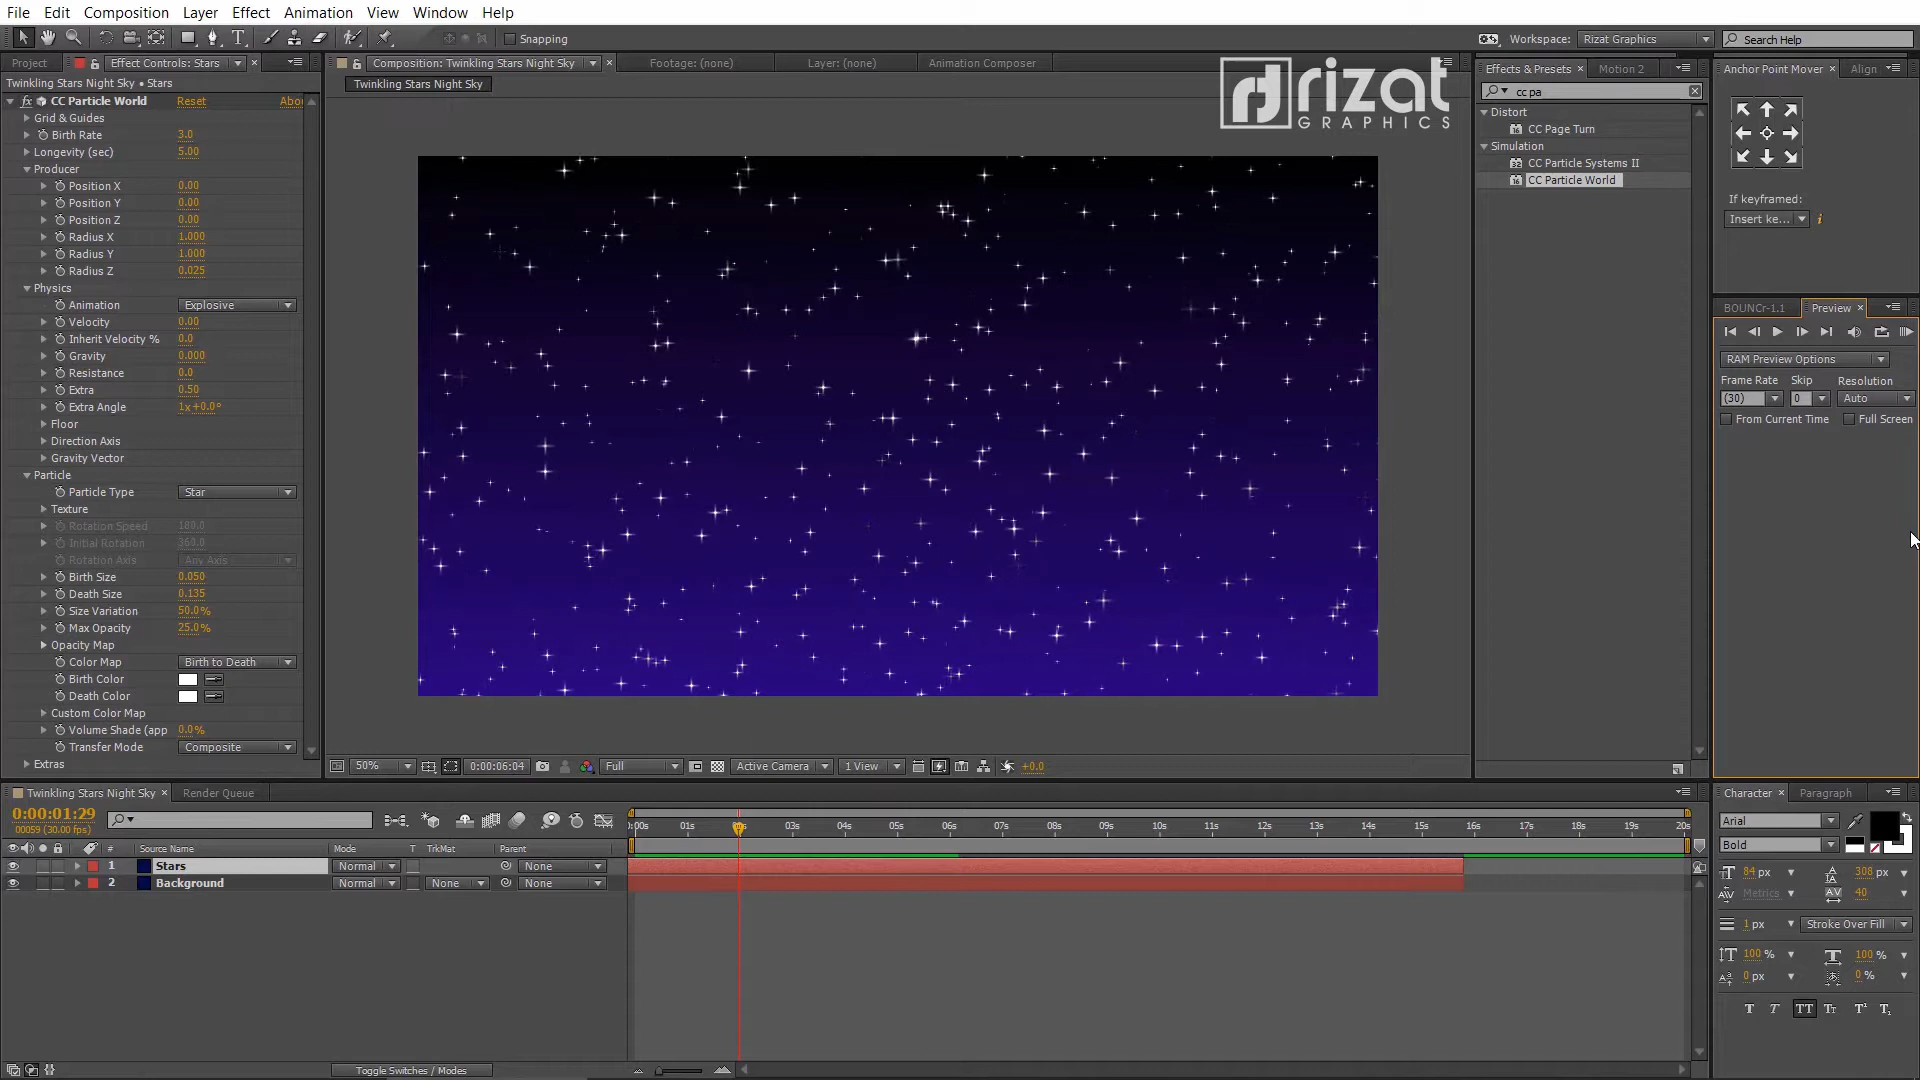 File Edit Composition Layer Effect Animation View Window Help
Snapping
Workspace: Rizat Graphics Search Help
Project Effect Controls: Stars Composition: Twinkling Stars Night Sky Footage: (none) Layer: (none) Animation Composer
Effects & Presets Motion 2 Anchor Point Mover Align
Twinkling Stars Night Sky • Stars
Twinkling Stars Night Sky
rizat
GRAPHICS
CC Particle World Reset Abou
Grid & Guides
Birth Rate 3.0
Longevity (sec) 5.00
Producer
Position X 0.00
Position Y 0.00
Position Z 0.00
Radius X 1.000
Radius Y 1.000
Radius Z 0.025
Physics
Animation Explosive
Velocity 0.00
Inherit Velocity % 0.0
Gravity 0.000
Resistance 0.0
Extra 0.50
Extra Angle 1x+0.0°
Floor
Direction Axis
Gravity Vector
Particle
Particle Type Star
Texture
Rotation Speed 180.0
Initial Rotation 360.0
Rotation Axis Any Axis
Birth Size 0.050
Death Size 0.135
Size Variation 50.0%
Max Opacity 25.0%
Opacity Map
Color Map Birth to Death
Birth Color
Death Color
Custom Color Map
Volume Shade (app 0.0%
Transfer Mode Composite
Extras
cc pa
Distort
CC Page Turn
Simulation
CC Particle Systems II
CC Particle World
If keyframed:
Insert ke...
BOUNCr-1.1 Preview
RAM Preview Options
Frame Rate Skip Resolution
(30) 0 Auto
From Current Time Full Screen
50% 0:00:06:04 Full Active Camera 1 View +0.0
Twinkling Stars Night Sky Render Queue
0:00:01:29
00059 (30.00 fps)
:00s 01s 03s 04s 05s 06s 07s 08s 09s 10s 11s 12s 13s 14s 15s 16s 17s 18s 19s 20s
# Source Name Mode T TrkMat Parent
1 Stars Normal None
2 Background Normal None None
Toggle Switches / Modes
Character Paragraph
Arial
Bold
84 px 308 px
Metrics 40
1 px Stroke Over Fill
100 % 100 %
0 px 0 %
T T TT Tt T¹ T₁